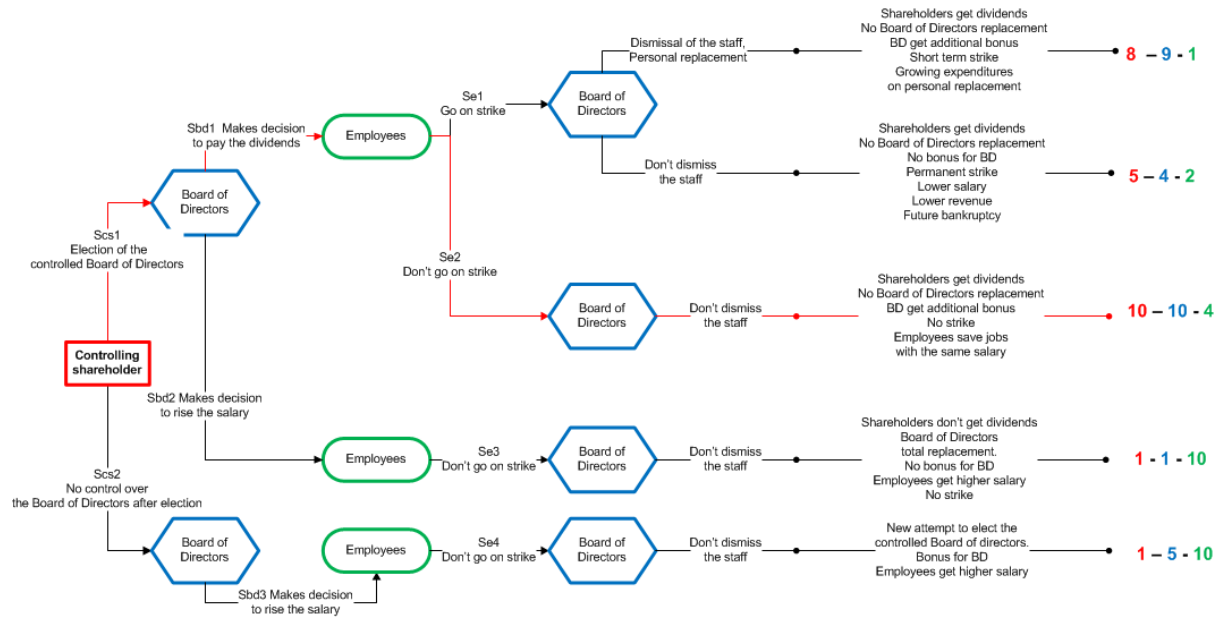 Shareholders get dividends
No Board of Directors replacement
BD get additional bonus
Short term strike
Growing expenditures
on personal replacement
8 – 9 - 1
Dismissal of the staff,
Personal replacement
Board of
Directors
Se1
Go on strike
Sbd1 Makes decision
to pay the dividends
Employees
Don't dismiss
the staff
Shareholders get dividends
No Board of Directors replacement
No bonus for BD
Permanent strike
Lower salary
Lower revenue
Future bankruptcy
5 – 4 - 2
Board of
Directors
Scs1
Election of the
controlled Board of Directors
Se2
Don't go on strike
Board of
Directors
Don't dismiss
the staff
Shareholders get dividends
No Board of Directors replacement
BD get additional bonus
No strike
Employees save jobs
with the same salary
10 – 10 - 4
Controlling
shareholder
Sbd2 Makes decision
to rise the salary
Employees
Se3
Don't go on strike
Board of
Directors
Don't dismiss
the staff
Shareholders don't get dividends
Board of Directors
total replacement.
No bonus for BD
Employees get higher salary
No strike
1 - 1 - 10
Scs2
No control over
the Board of Directors after election
Board of
Directors
Sbd3 Makes decision
to rise the salary
Employees
Se4
Don't go on strike
Board of
Directors
Don't dismiss
the staff
New attempt to elect the
controlled Board of directors.
Bonus for BD
Employees get higher salary
1 – 5 - 10